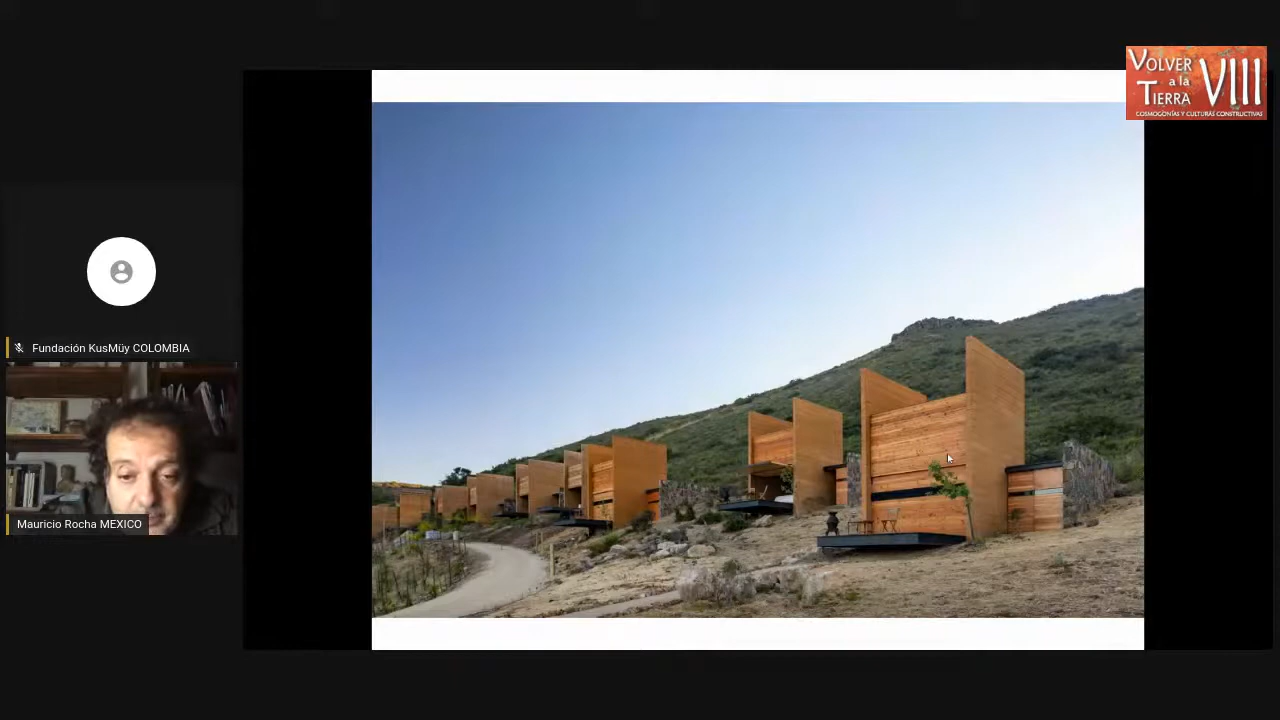 VOLVER
a la
TIERRA
VIII
COSMOGONÍAS Y CULTURAS CONSTRUCTIVAS
Fundación KusMüy COLOMBIA
Mauricio Rocha MEXICO